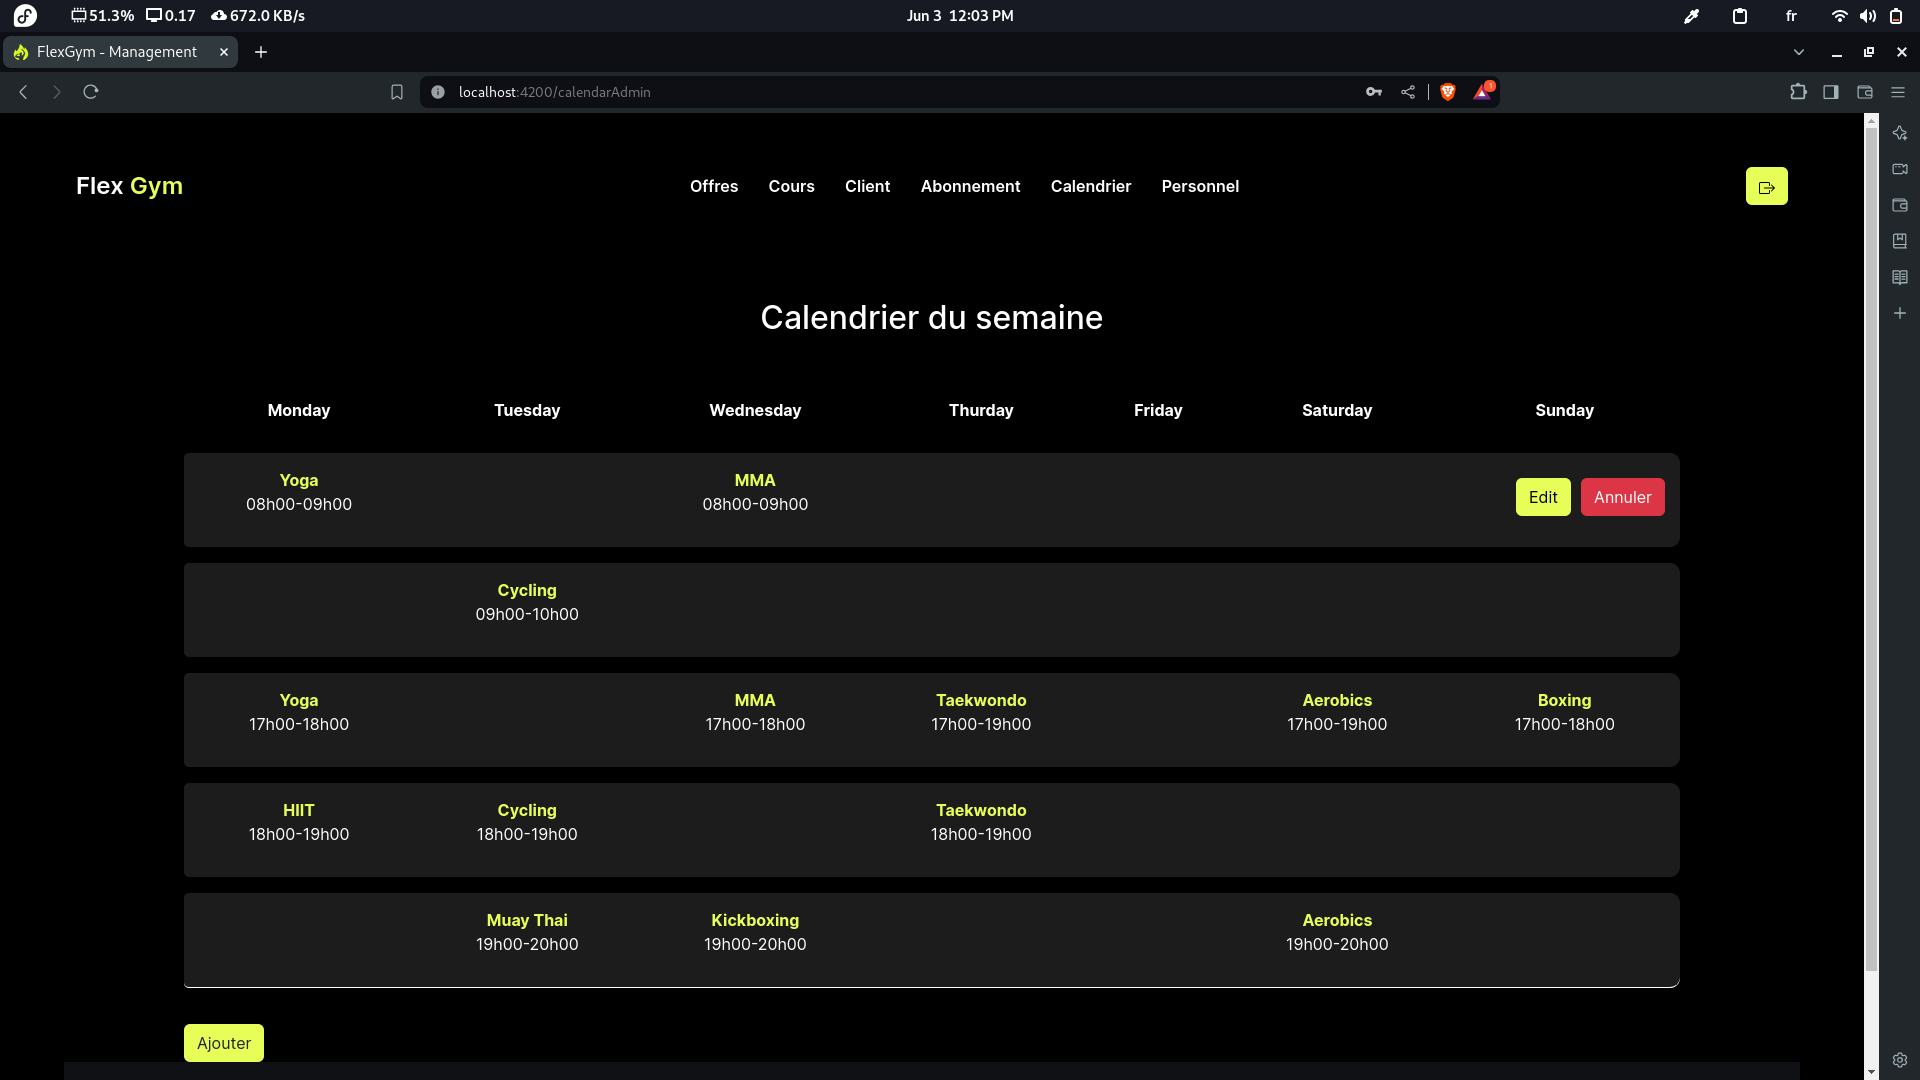 51.3% 0.17 672.0 KB/s Jun 3 12:03 PM fr
FlexGym - Management
localhost:4200/calendarAdmin 1
Flex Gym Offres Cours Client Abonnement Calendrier Personnel
Calendrier du semaine
Monday Tuesday Wednesday Thurday Friday Saturday Sunday
Yoga MMA
08h00-09h00 08h00-09h00 Edit Annuler
Cycling
09h00-10h00
Yoga MMA Taekwondo Aerobics Boxing
17h00-18h00 17h00-18h00 17h00-19h00 17h00-19h00 17h00-18h00
HIIT Cycling Taekwondo
18h00-19h00 18h00-19h00 18h00-19h00
Muay Thai Kickboxing Aerobics
19h00-20h00 19h00-20h00 19h00-20h00
Ajouter